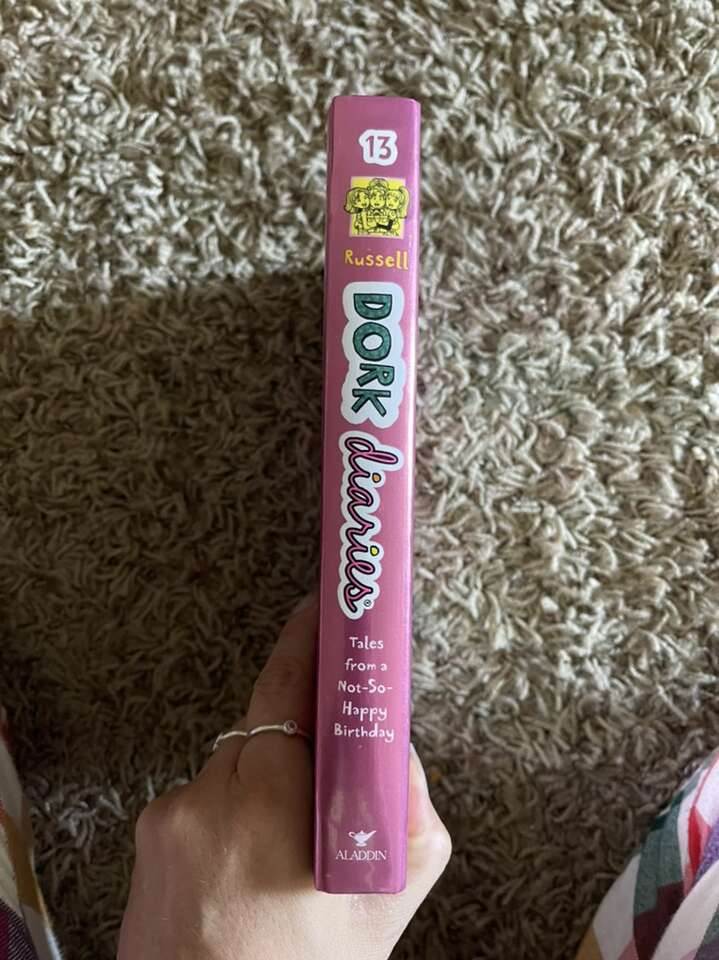 13
Russell
DORK
diaries®
Tales
from a
Not-So-
Happy
Birthday
ALADDIN